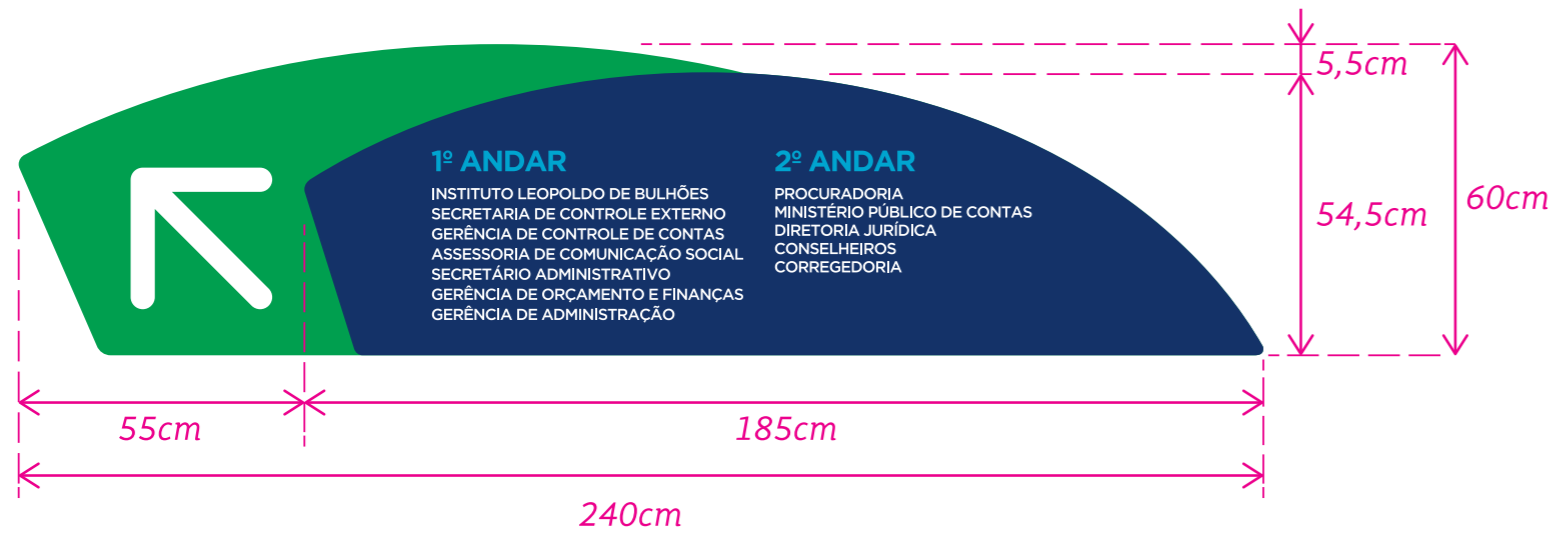 1º ANDAR
INSTITUTO LEOPOLDO DE BULHÕES
SECRETARIA DE CONTROLE EXTERNO
GERÊNCIA DE CONTROLE DE CONTAS
ASSESSORIA DE COMUNICAÇÃO SOCIAL
SECRETÁRIO ADMINISTRATIVO
GERÊNCIA DE ORÇAMENTO E FINANÇAS
GERÊNCIA DE ADMINISTRAÇÃO
2º ANDAR
PROCURADORIA
MINISTÉRIO PÚBLICO DE CONTAS
DIRETORIA JURÍDICA
CONSELHEIROS
CORREGEDORIA
5,5cm
54,5cm
60cm
55cm
185cm
240cm